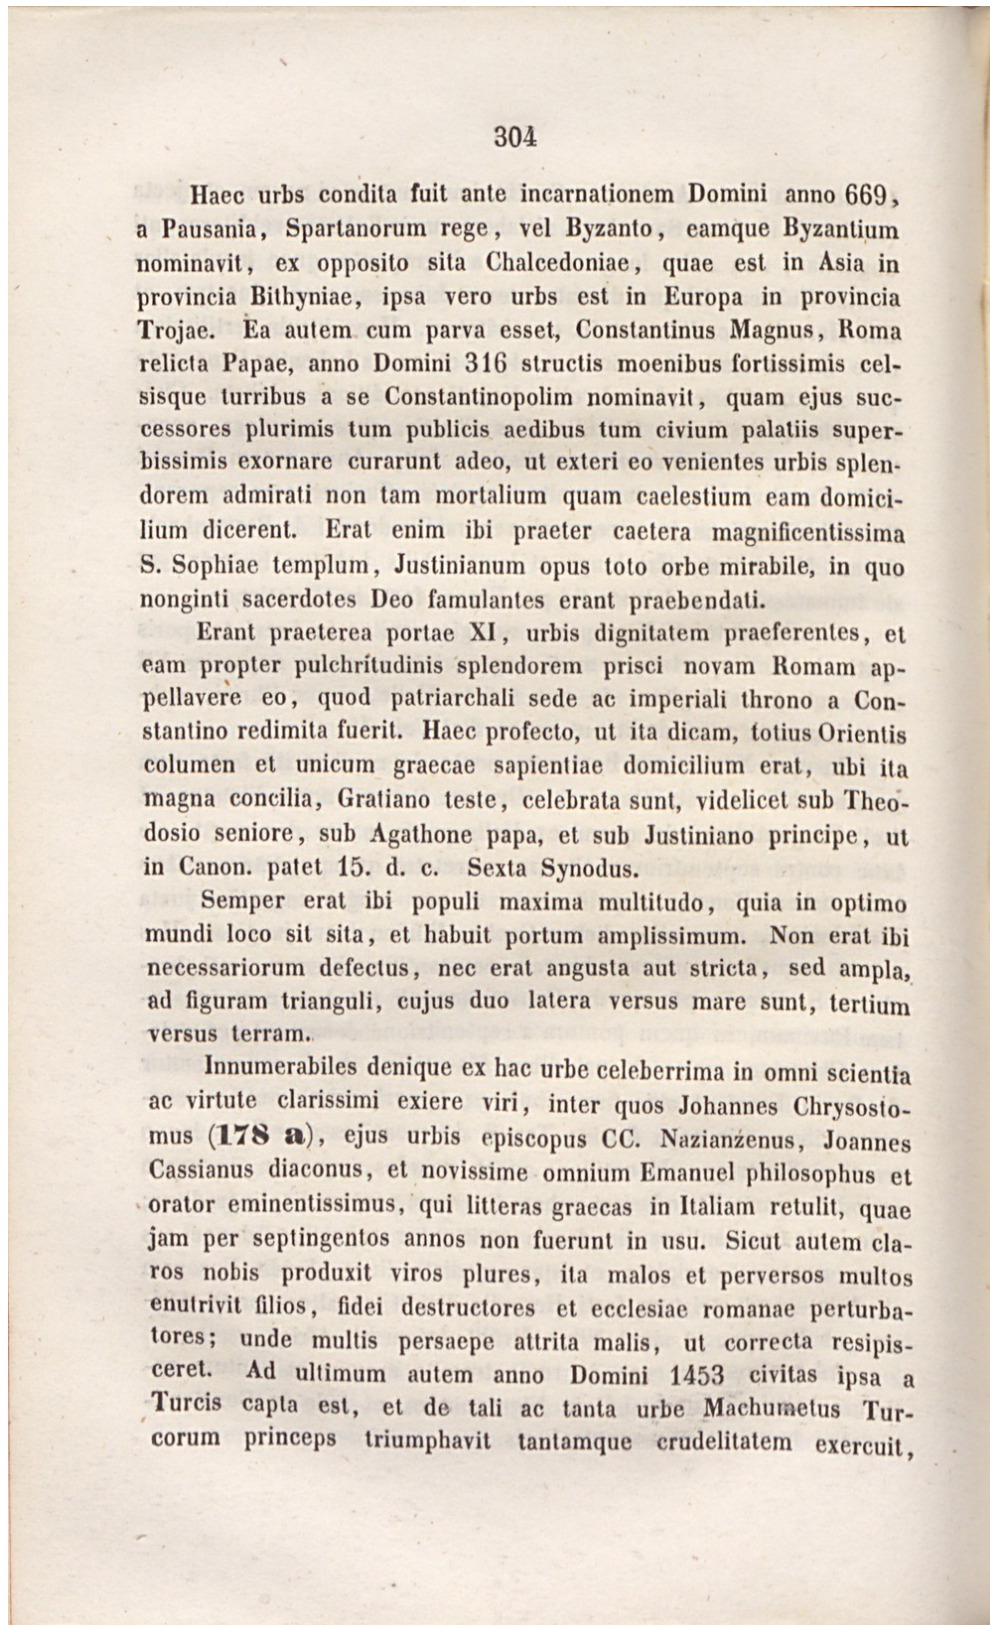 304
Haec urbs condita fuit ante incarnationem Domini anno 669,
a Pausania, Spartanorum rege, vel Byzanto, eamque Byzantium
nominavit, ex opposito sita Chalcedoniae, quae est in Asia in
provincia Bithyniae, ipsa vero urbs est in Europa in provincia
Trojae. Ea autem cum parva esset, Constantinus Magnus, Roma
relicta Papae, anno Domini 316 structis moenibus fortissimis cel-
sisque turribus a se Constantinopolim nominavit, quam ejus suc-
cessores plurimis tum publicis aedibus tum civium palatiis super-
bissimis exornare curarunt adeo, ut exteri eo venientes urbis splen-
dorem admirati non tam mortalium quam caelestium eam domici-
lium dicerent. Erat enim ibi praeter caetera magnificentissima
S. Sophiae templum, Justinianum opus toto orbe mirabile, in quo
nonginti sacerdotes Deo famulantes erant praebendati.
Erant praeterea portae XI, urbis dignitatem praeferentes, et
eam propter pulchritudinis splendorem prisci novam Romam ap-
pellavere eo, quod patriarchali sede ac imperiali throno a Con-
stantino redimita fuerit. Haec profecto, ut ita dicam, totius Orientis
columen et unicum graecae sapientiae domicilium erat, ubi ita
magna concilia, Gratiano teste, celebrata sunt, videlicet sub Theo-
dosio seniore, sub Agathone papa, et sub Justiniano principe, ut
in Canon. patet 15. d. c. Sexta Synodus.
Semper erat ibi populi maxima multitudo, quia in optimo
mundi loco sit sita, et habuit portum amplissimum. Non erat ibi
necessariorum defectus, nec erat angusta aut stricta, sed ampla,
ad figuram trianguli, cujus duo latera versus mare sunt, tertium
versus terram.
Innumerabiles denique ex hac urbe celeberrima in omni scientia
ac virtute clarissimi exiere viri, inter quos Johannes Chrysosto-
mus (178 a), ejus urbis episcopus CC. Nazianzenus, Joannes
Cassianus diaconus, et novissime omnium Emanuel philosophus et
orator eminentissimus, qui litteras graecas in Italiam retulit, quae
jam per septingentos annos non fuerunt in usu. Sicut autem cla-
ros nobis produxit viros plures, ita malos et perversos multos
enutrivit filios, fidei destructores et ecclesiae romanae perturba-
tores; unde multis persaepe attrita malis, ut correcta resipis-
ceret. Ad ultimum autem anno Domini 1453 civitas ipsa a
Turcis capta est, et de tali ac tanta urbe Machumetus Tur-
corum princeps triumphavit tantamque crudelitatem exercuit,